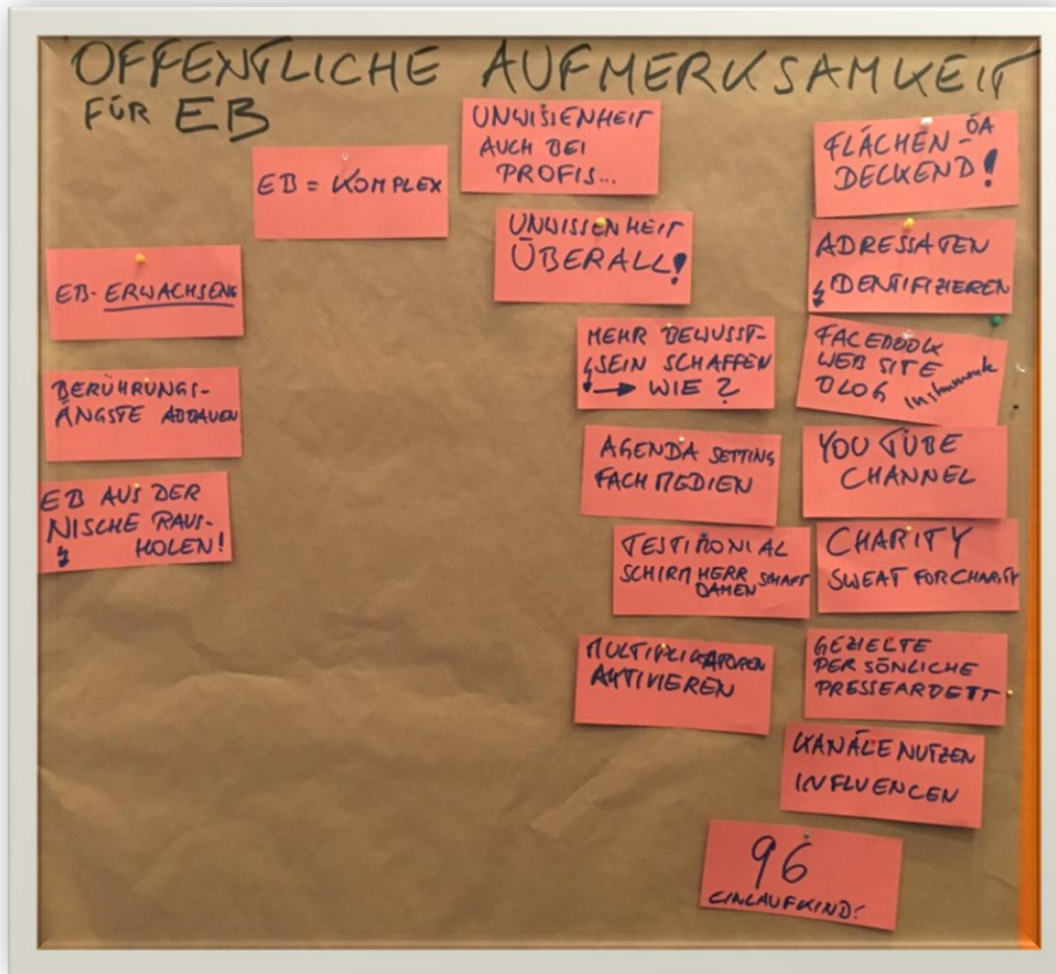 ÖFFENTLICHE AUFMERKSAMKEIT
FÜR EB
EB = KOMPLEX
EB-ERWACHSENE
BERÜHRUNGS-
ÄNGSTE ABBAUEN
EB AUS DER
NISCHE RAUS-
HOLEN!
UNWISSENHEIT
AUCH BEI
PROFIS...
UNWISSENHEIT
ÜBERALL!
MEHR BEWUSST-
SEIN SCHAFFEN
→ WIE?
AGENDA SETTING
FACHMEDIEN
TESTIMONIAL
SCHIRMHERRSCHAFT
DAMEN
MULTIPLIKATOREN
AKTIVIEREN
FLÄCHEN-ÖA
DECKEND!
ADRESSATEN
IDENTIFIZIEREN
FACEBOOK
WEB SITE
BLOG Instrumente
YOU TUBE
CHANNEL
CHARITY
SWEAT FOR CHARITY
GEZIELTE
PERSÖNLICHE
PRESSEARBEIT
KANÄLE NUTZEN
INFLUENCEN
96
EINLAUFKIND!